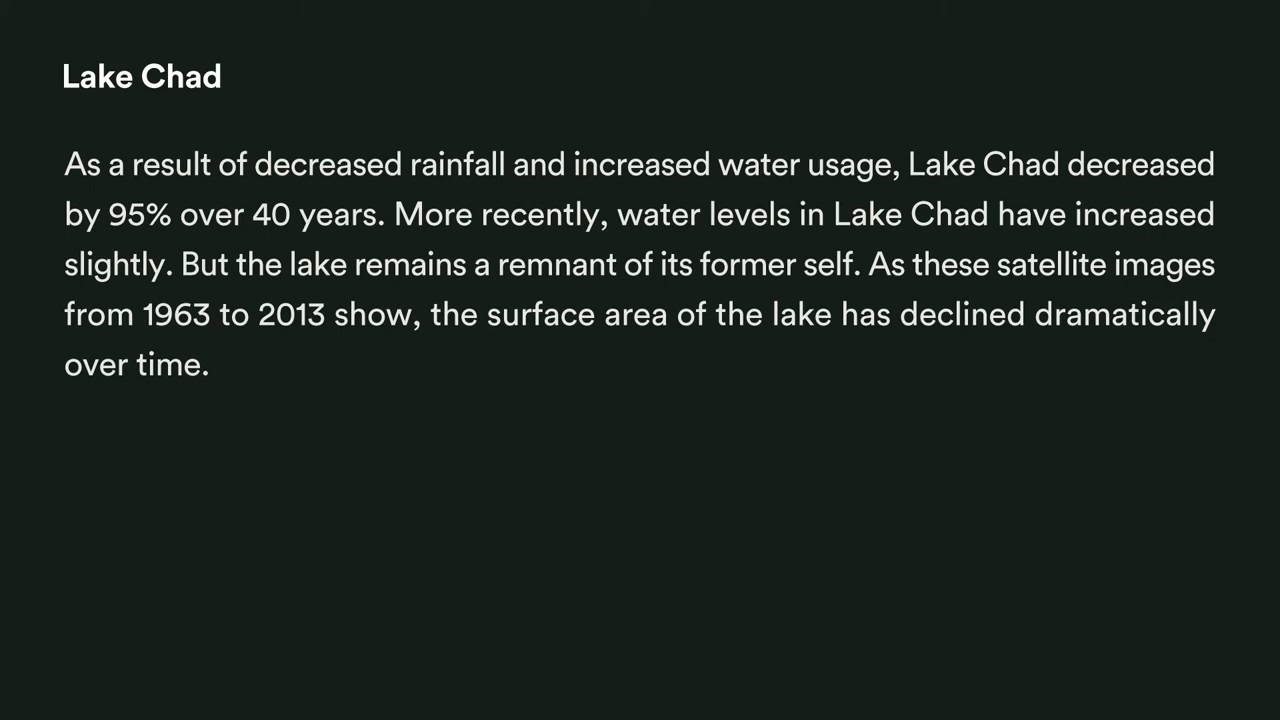 Lake Chad
As a result of decreased rainfall and increased water usage, Lake Chad decreased
by 95% over 40 years. More recently, water levels in Lake Chad have increased
slightly. But the lake remains a remnant of its former self. As these satellite images
from 1963 to 2013 show, the surface area of the lake has declined dramatically
over time.